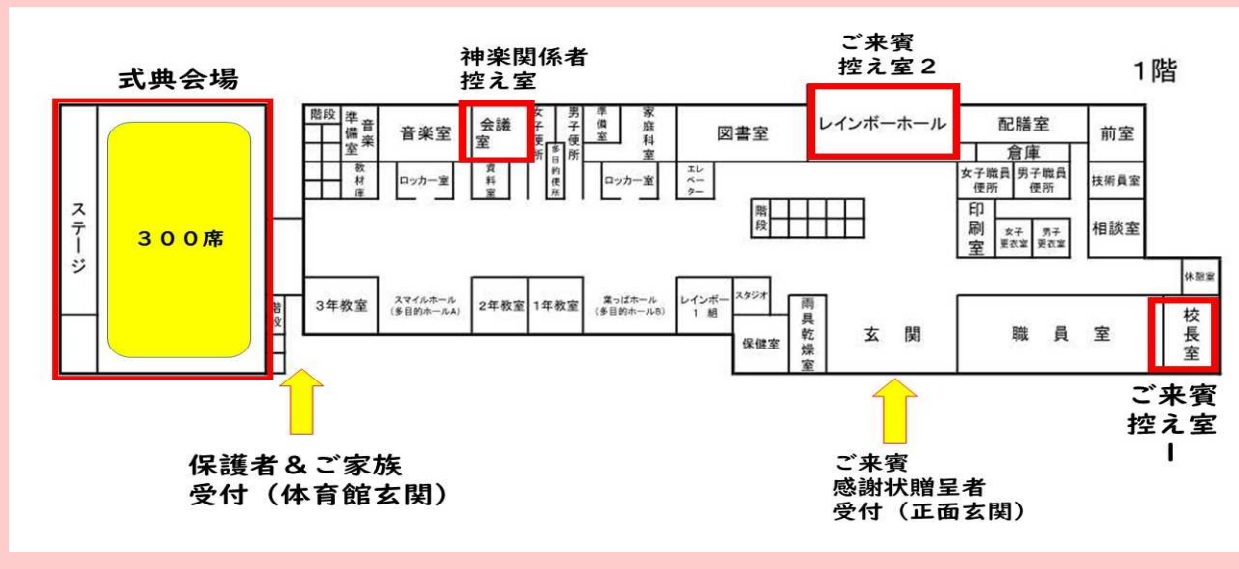 式典会場
神楽関係者
控え室
ご来賓
控え室２
1階
ステージ
３００席
階段
準備室
音楽
教材庫
音楽室
ロッカー室
会議
室
資料室
女子便所
男子便所
多目的便所
準備室
家庭科室
ロッカー室
図書室
エレ
ベー
ター
レインボーホール
配膳室
倉庫
女子職員
便所
男子職員
便所
前室
技術員室
相談室
階段
印刷室
女子
更衣室
男子
更衣室
休憩室
階段
3年教室
スマイルホール
(多目的ホールA)
2年教室
1年教室
葉っぱホール
(多目的ホールB)
レインボー
1 組
スタジオ
保健室
雨具乾燥室
玄 関
職 員 室
校長室
ご来賓
控え室
1
保護者＆ご家族
受付（体育館玄関）
ご来賓
感謝状贈呈者
受付（正面玄関）